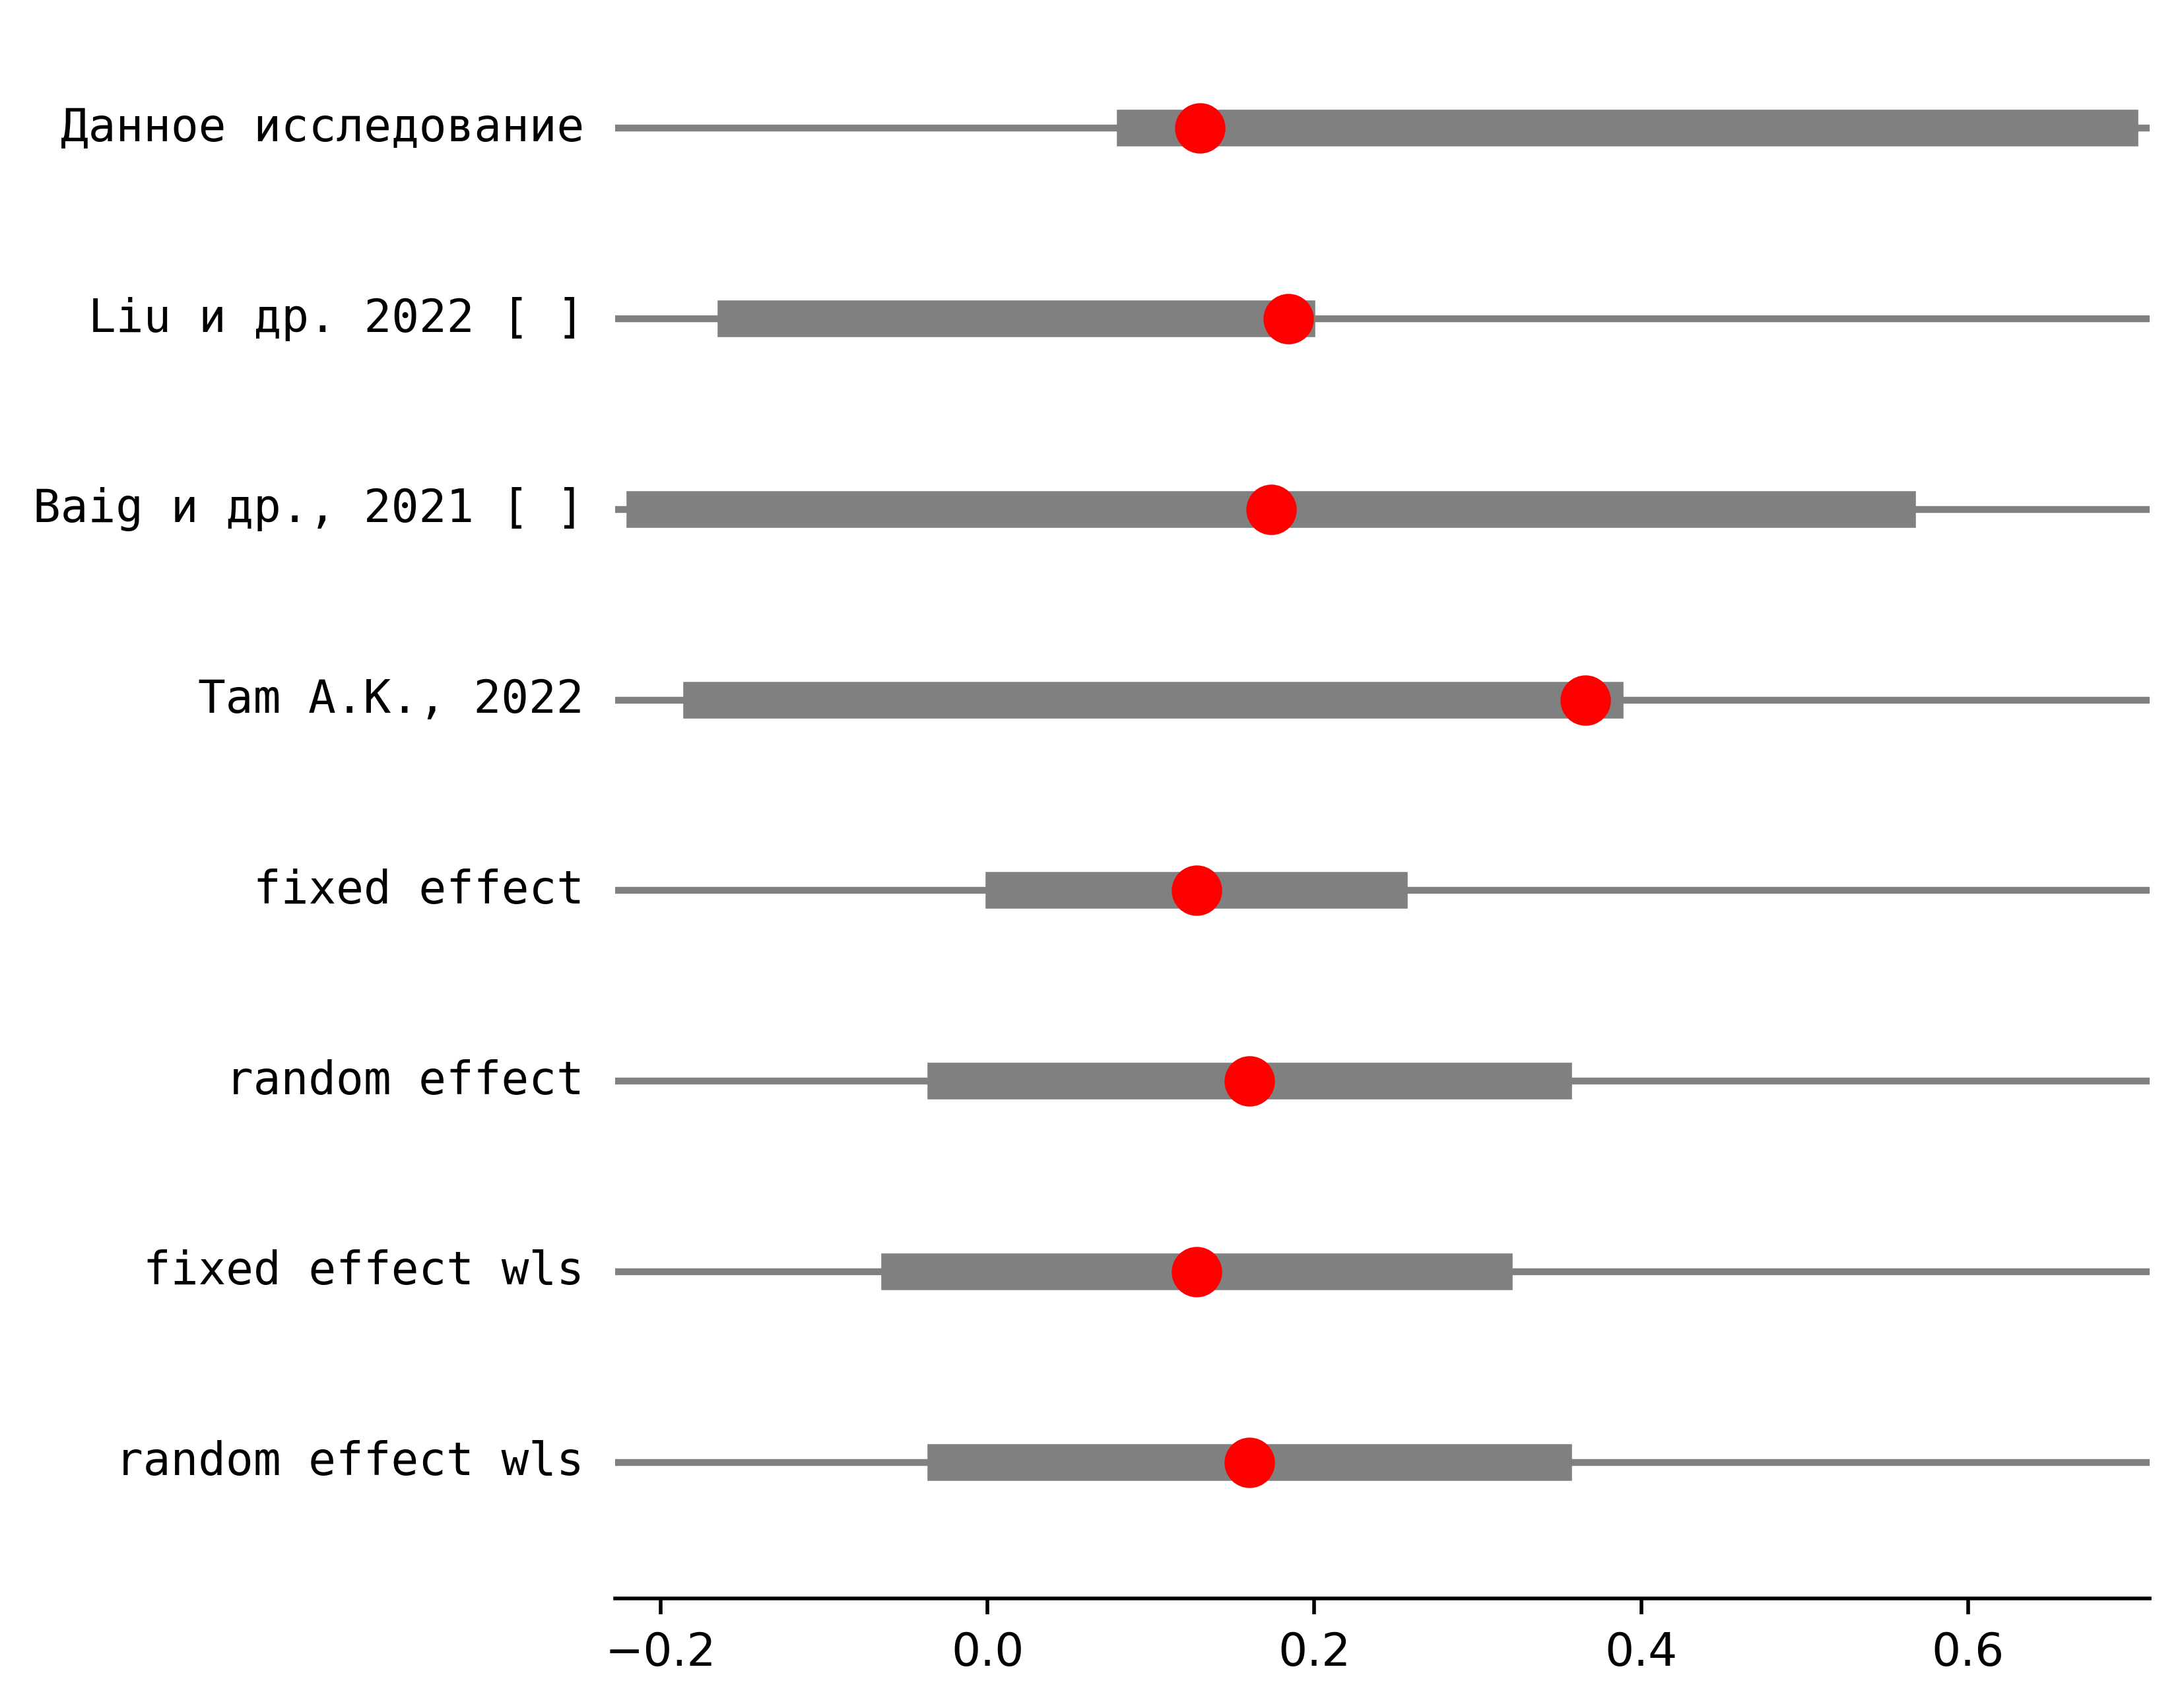 Данное исследование
Liu и др. 2022 [ ]
Baig и др., 2021 [ ]
Tam A.K., 2022
fixed effect
random effect
fixed effect wls
random effect wls
−0.2 0.0 0.2 0.4 0.6